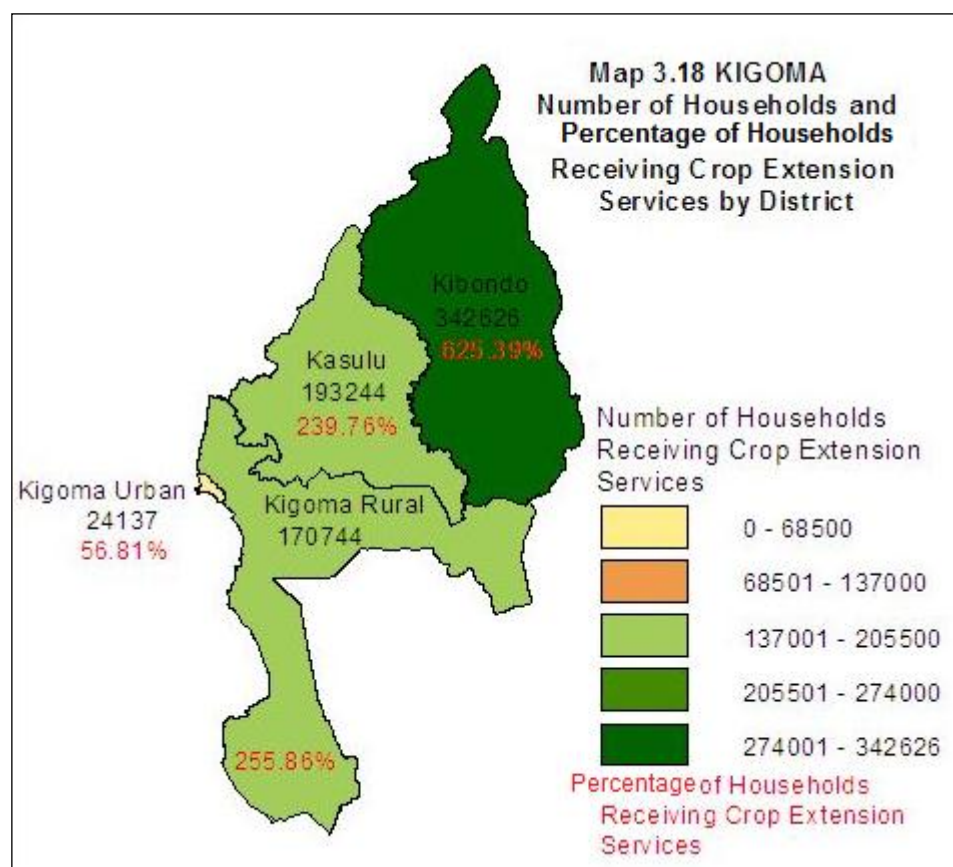 Map 3.18 KIGOMA
Number of Households and
Percentage of Households
Receiving Crop Extension
Services by District
Kibondo
342626
625.39%
Kasulu
193244
239.76%
Kigoma Urban
24137
56.81%
Kigoma Rural
170744
255.86%
Number of Households
Receiving Crop Extension
Services
0 - 68500
68501 - 137000
137001 - 205500
205501 - 274000
274001 - 342626
Percentage of Households
Receiving Crop Extension
Services